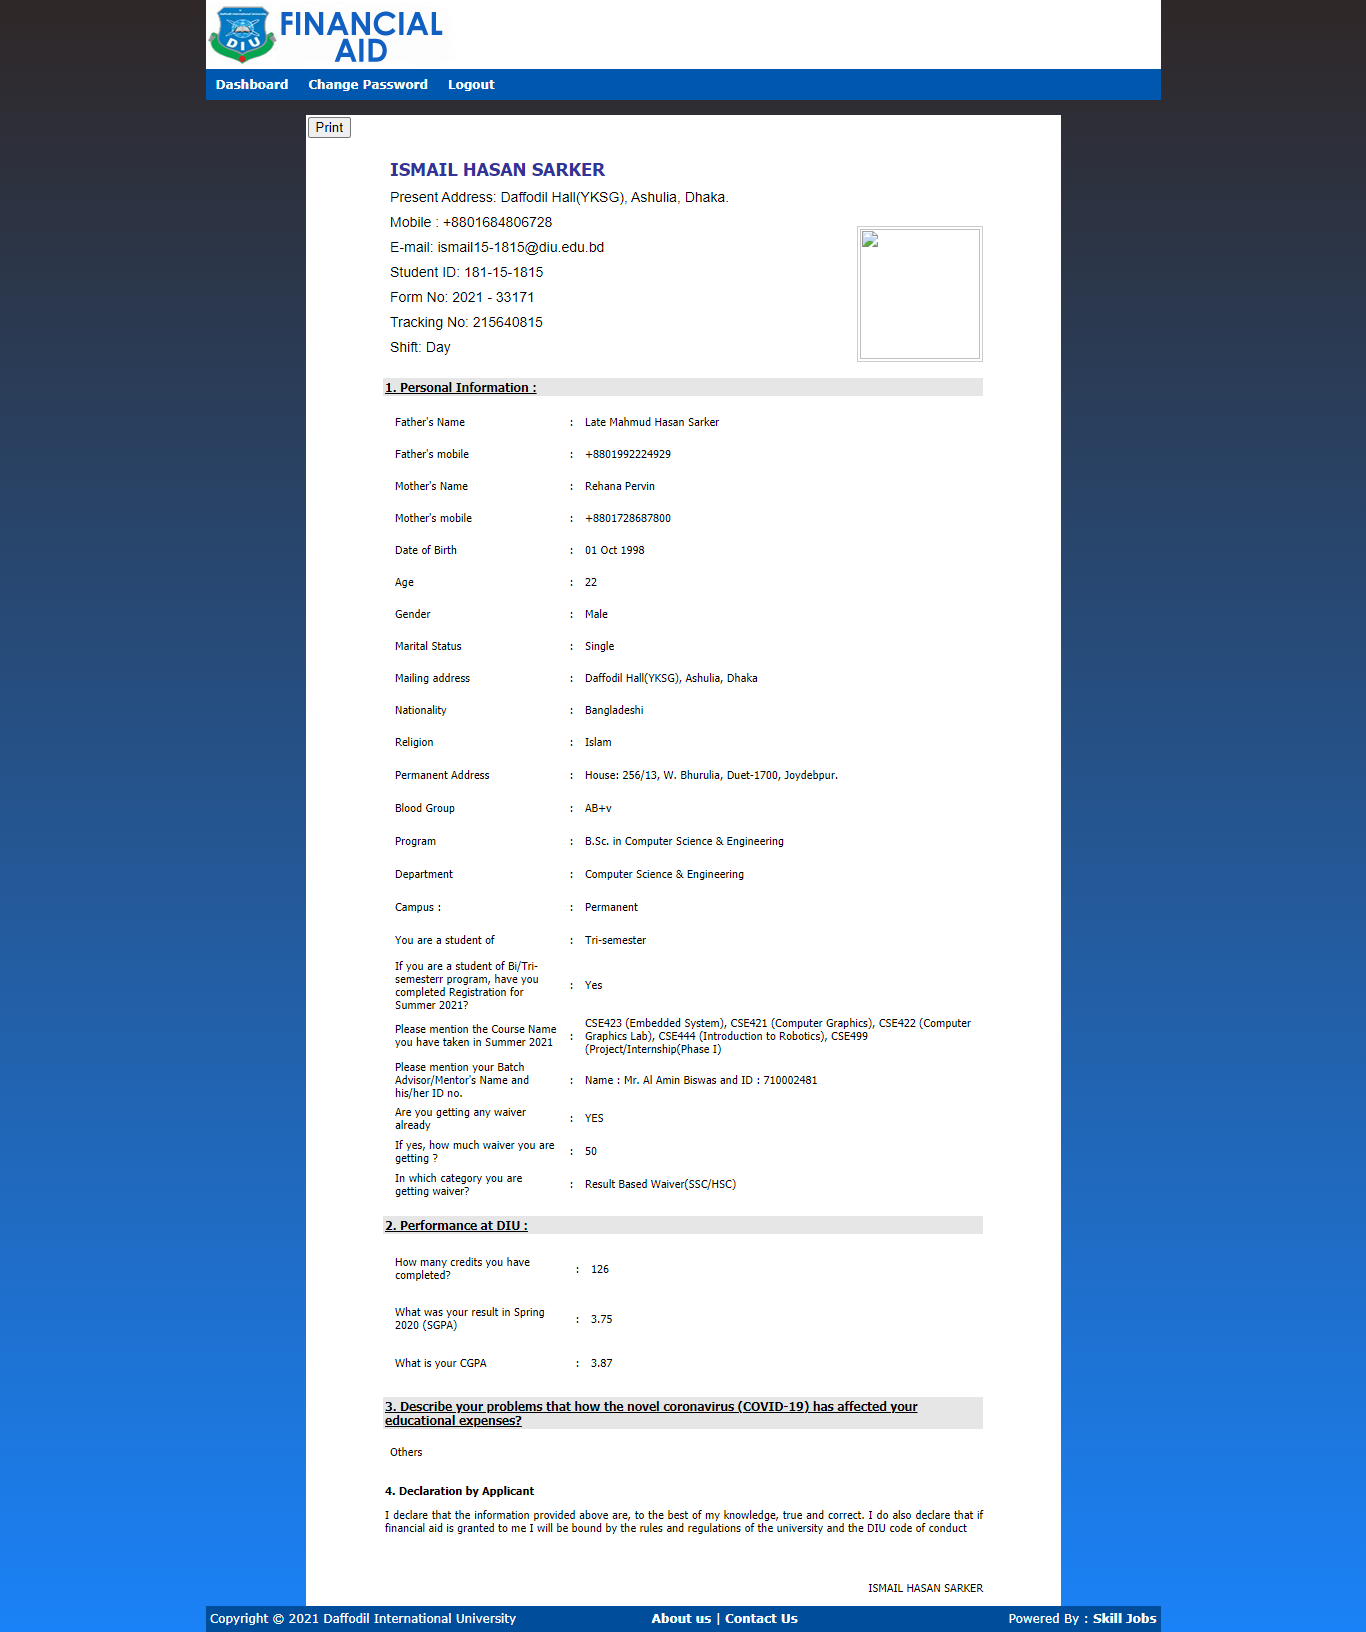 DIU
FINANCIAL
AID
Dashboard Change Password Logout
Print
ISMAIL HASAN SARKER
Present Address: Daffodil Hall(YKSG), Ashulia, Dhaka.
Mobile : +8801684806728
E-mail: ismail15-1815@diu.edu.bd
Student ID: 181-15-1815
Form No: 2021 - 33171
Tracking No: 215640815
Shift: Day
1. Personal Information :
Father's Name : Late Mahmud Hasan Sarker
Father's mobile : +8801992224929
Mother's Name : Rehana Pervin
Mother's mobile : +8801728687800
Date of Birth : 01 Oct 1998
Age : 22
Gender : Male
Marital Status : Single
Mailing address : Daffodil Hall(YKSG), Ashulia, Dhaka
Nationality : Bangladeshi
Religion : Islam
Permanent Address : House: 256/13, W. Bhurulia, Duet-1700, Joydebpur.
Blood Group : AB+v
Program : B.Sc. in Computer Science & Engineering
Department : Computer Science & Engineering
Campus : : Permanent
You are a student of : Tri-semester
If you are a student of Bi/Tri-
semesterr program, have you
completed Registration for
Summer 2021?
: Yes
Please mention the Course Name
you have taken in Summer 2021
:
CSE423 (Embedded System), CSE421 (Computer Graphics), CSE422 (Computer
Graphics Lab), CSE444 (Introduction to Robotics), CSE499
(Project/Internship(Phase I)
Please mention your Batch
Advisor/Mentor's Name and
his/her ID no.
: Name : Mr. Al Amin Biswas and ID : 710002481
Are you getting any waiver
already
: YES
If yes, how much waiver you are
getting ?
: 50
In which category you are
getting waiver?
: Result Based Waiver(SSC/HSC)
2. Performance at DIU :
How many credits you have
completed?
: 126
What was your result in Spring
2020 (SGPA)
: 3.75
What is your CGPA : 3.87
3. Describe your problems that how the novel coronavirus (COVID-19) has affected your
educational expenses?
Others
4. Declaration by Applicant
I declare that the information provided above are, to the best of my knowledge, true and correct. I do also declare that if
financial aid is granted to me I will be bound by the rules and regulations of the university and the DIU code of conduct
ISMAIL HASAN SARKER
Copyright © 2021 Daffodil International University About us | Contact Us Powered By : Skill Jobs